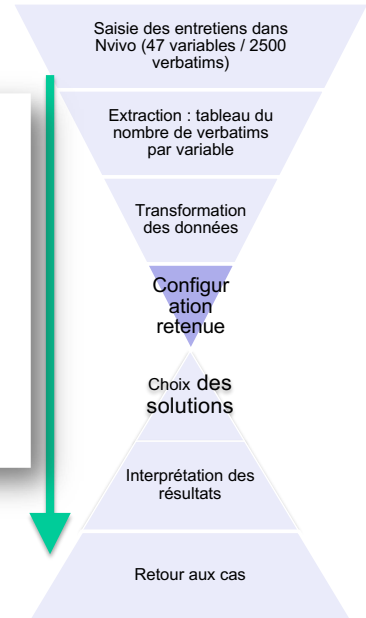 Saisie des entretiens dans
Nvivo (47 variables / 2500
verbatims)
Extraction : tableau du
nombre de verbatims
par variable
Transformation
des données
Configur
ation
retenue
Choix des
solutions
Interprétation des
résultats
Retour aux cas